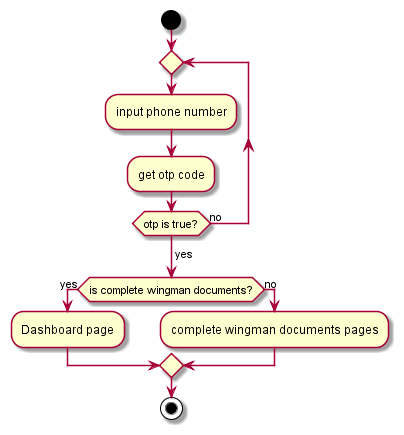 input phone number
get otp code
otp is true?
no
yes
yes
is complete wingman documents?
no
Dashboard page
complete wingman documents pages